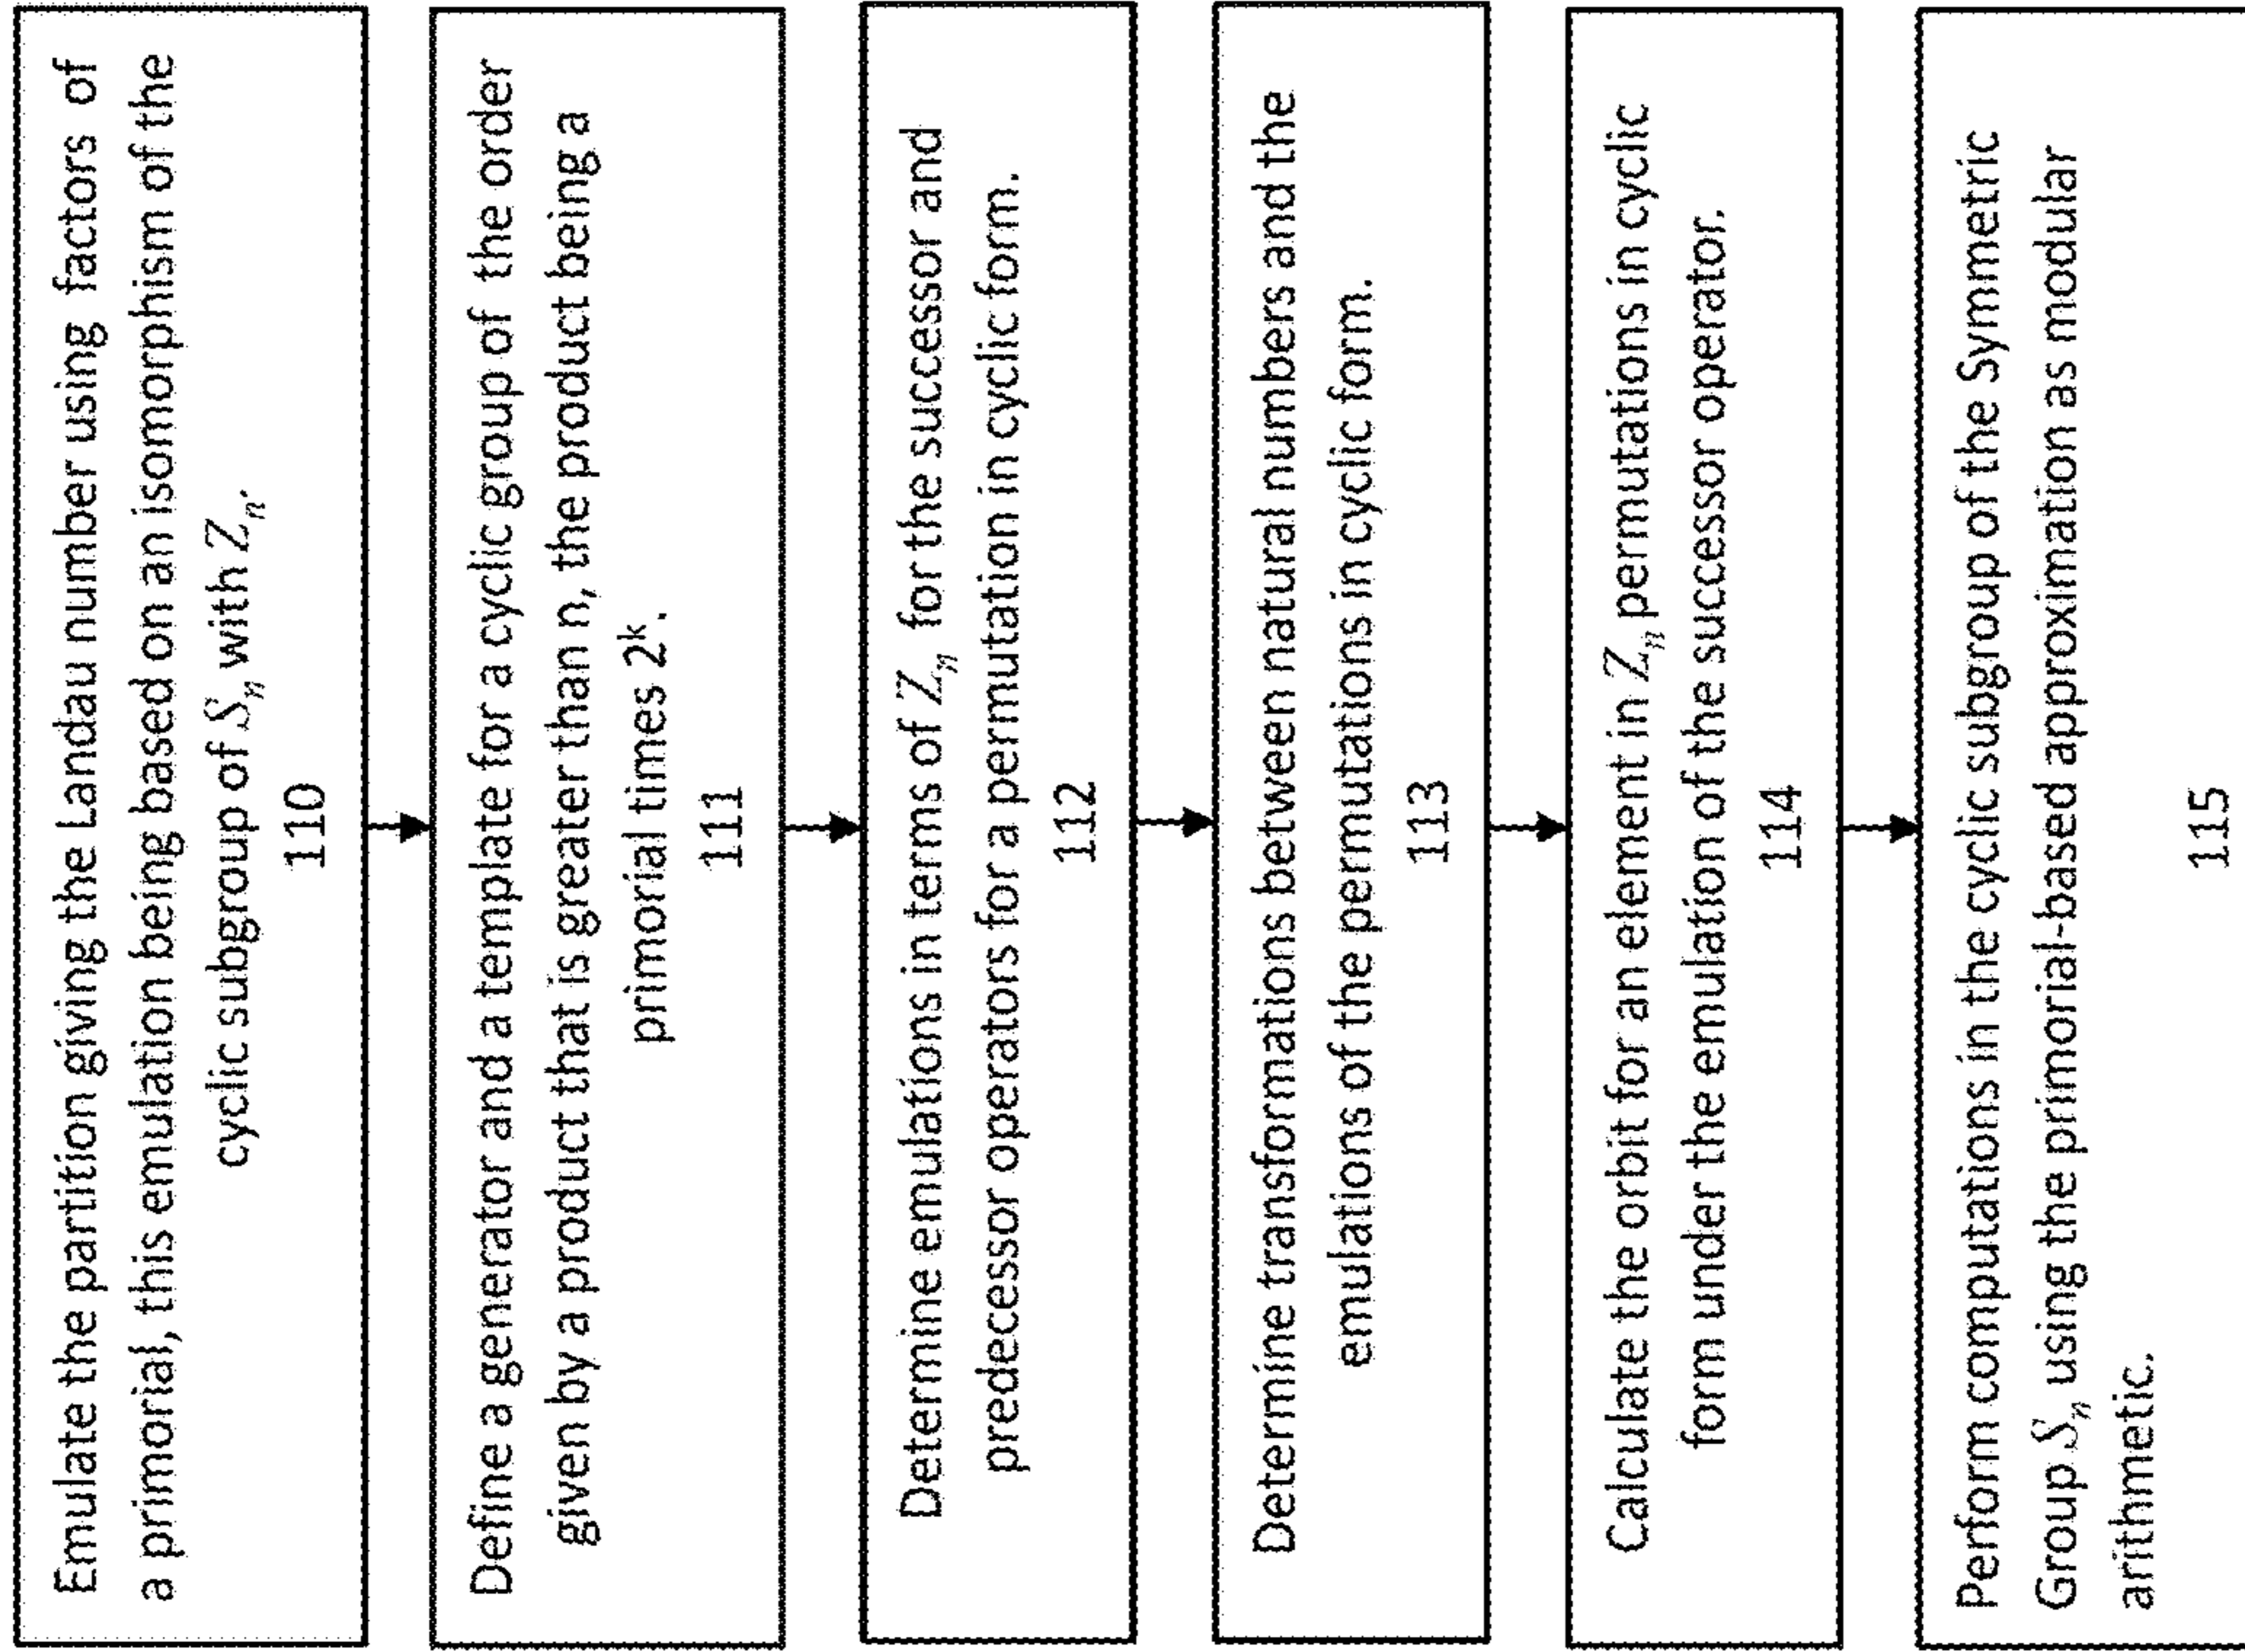 Emulate the partition giving the Landau number using factors of
a primorial, this emulation being based on an isomorphism of the
cyclic subgroup of Sₙ with Zₙ.
110
Define a generator and a template for a cyclic group of the order
given by a product that is greater than n, the product being a
primorial times 2ᵏ.
111
Determine emulations in terms of Zₙ for the successor and
predecessor operators for a permutation in cyclic form.
112
Determine transformations between natural numbers and the
emulations of the permutations in cyclic form.
113
Calculate the orbit for an element in Zₙ permutations in cyclic
form under the emulation of the successor operator.
114
Perform computations in the cyclic subgroup of the Symmetric
Group Sₙ using the primorial-based approximation as modular
arithmetic.
115